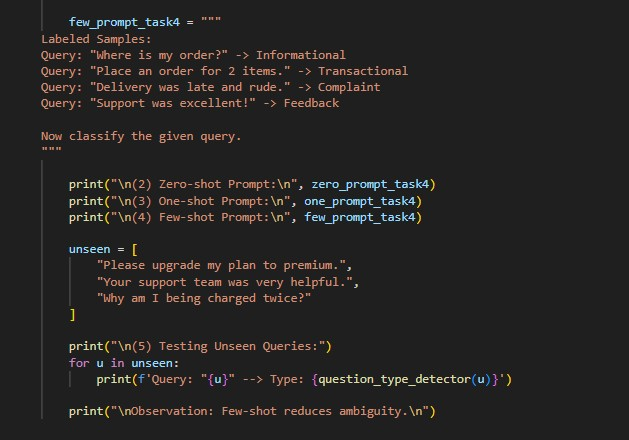 few_prompt_task4 = """
Labeled Samples:
Query: "Where is my order?" -> Informational
Query: "Place an order for 2 items." -> Transactional
Query: "Delivery was late and rude." -> Complaint
Query: "Support was excellent!" -> Feedback
Now classify the given query.
"""
print("\n(2) Zero-shot Prompt:\n", zero_prompt_task4)
print("\n(3) One-shot Prompt:\n", one_prompt_task4)
print("\n(4) Few-shot Prompt:\n", few_prompt_task4)
unseen = [
"Please upgrade my plan to premium.",
"Your support team was very helpful.",
"Why am I being charged twice?"
]
print("\n(5) Testing Unseen Queries:")
for u in unseen:
print(f'Query: "{u}" --> Type: {question_type_detector(u)}')
print("\nObservation: Few-shot reduces ambiguity.\n")